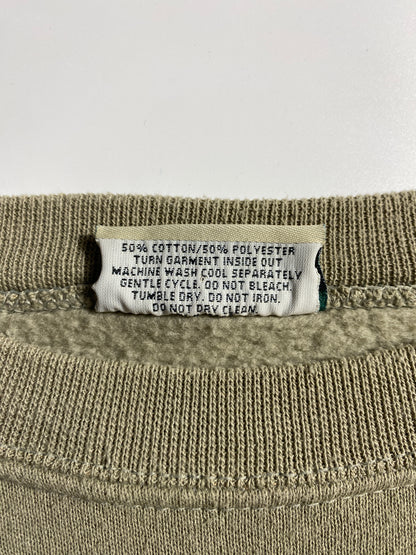 50% COTTON/50% POLYESTER
TURN GARMENT INSIDE OUT
MACHINE WASH COOL SEPARATELY
GENTLE CYCLE. DO NOT BLEACH.
TUMBLE DRY. DO NOT IRON.
DO NOT DRY CLEAN.